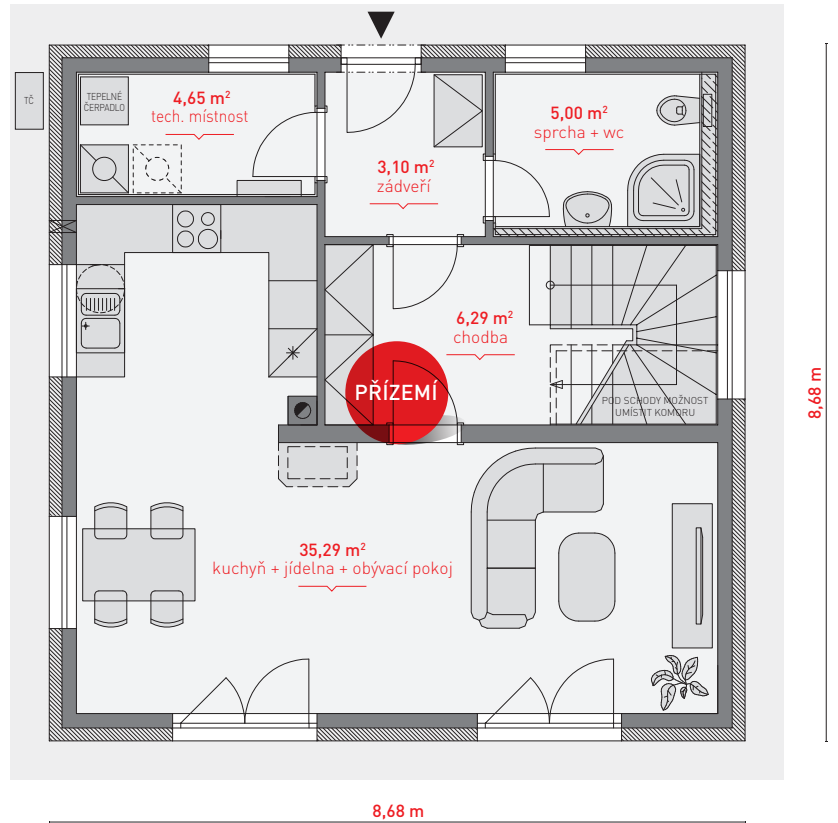 TČ
TEPELNÉ
ČERPADLO
4,65 m²
tech. místnost
5,00 m²
sprcha + wc
3,10 m²
zádveří
6,29 m²
chodba
PŘÍZEMÍ
POD SCHODY MOŽNOST
UMÍSTIT KOMORU
8,68 m
35,29 m²
kuchyň + jídelna + obývací pokoj
8,68 m